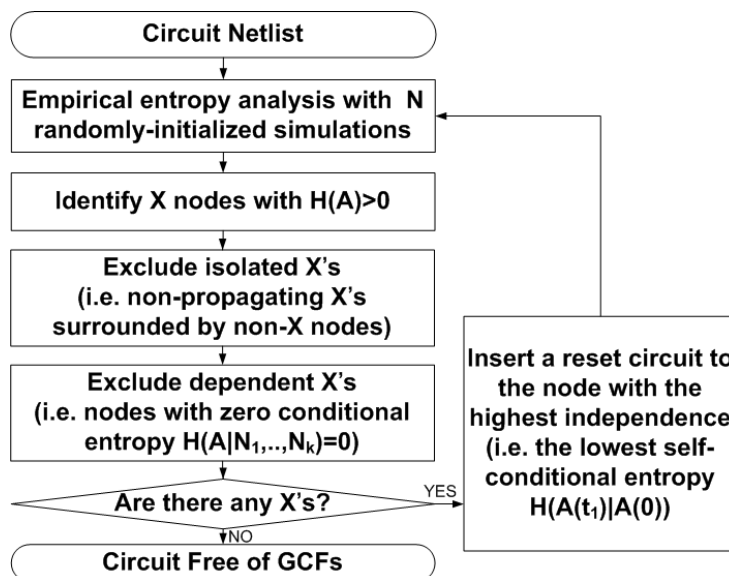 Circuit Netlist
Empirical entropy analysis with N
randomly-initialized simulations
Identify X nodes with H(A)>0
Exclude isolated X's
(i.e. non-propagating X's
surrounded by non-X nodes)
Exclude dependent X's
(i.e. nodes with zero conditional
entropy H(A|N₁,..,Nₖ)=0)
Are there any X's?
YES
NO
Circuit Free of GCFs
Insert a reset circuit to
the node with the
highest independence
(i.e. the lowest self-
conditional entropy
H(A(t₁)|A(0))